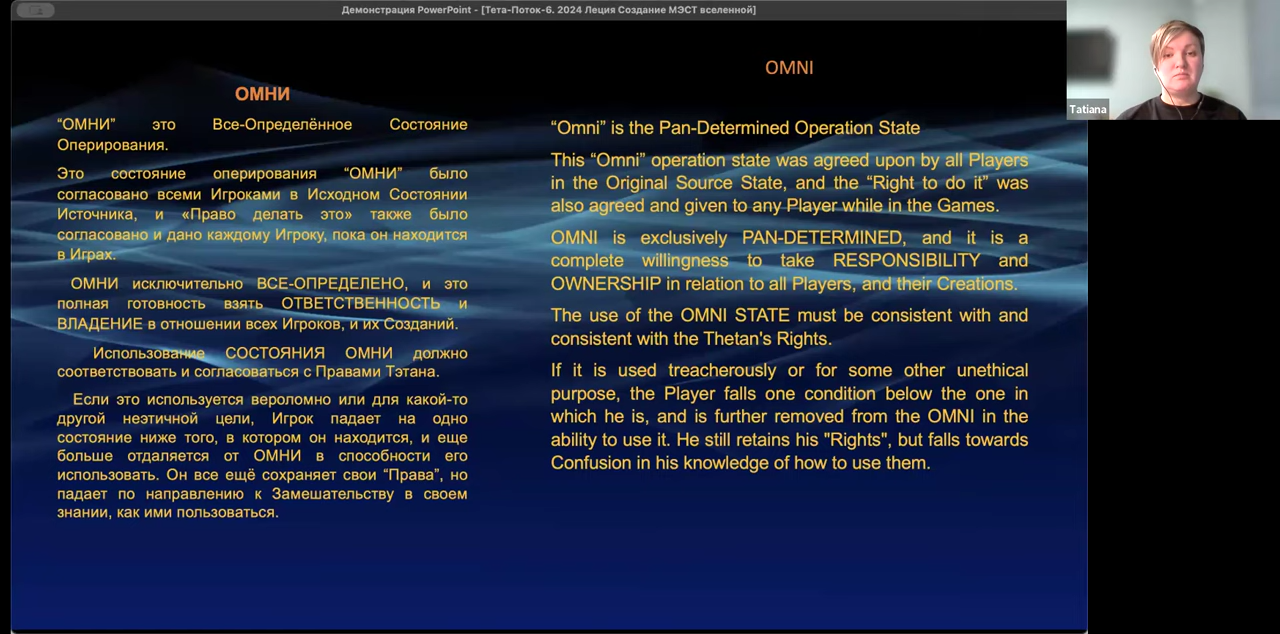 Демонстрация PowerPoint - [Тета-Поток-6. 2024 Леция Создание МЭСТ вселенной]
ОМНИ
“ОМНИ” это Все-Определённое Состояние
Оперирования.
Это состояние оперирования “ОМНИ” было
согласовано всеми Игроками в Исходном Состоянии
Источника, и «Право делать это» также было
согласовано и дано каждому Игроку, пока он находится
в Играх.
ОМНИ исключительно ВСЕ-ОПРЕДЕЛЕНО, и это
полная готовность взять ОТВЕТСТВЕННОСТЬ и
ВЛАДЕНИЕ в отношении всех Игроков, и их Созданий.
Использование СОСТОЯНИЯ ОМНИ должно
соответствовать и согласоваться с Правами Тэтана.
Если это используется вероломно или для какой-то
другой неэтичной цели, Игрок падает на одно
состояние ниже того, в котором он находится, и еще
больше отдаляется от ОМНИ в способности его
использовать. Он все ещё сохраняет свои “Права”, но
падает по направлению к Замешательству в своем
знании, как ими пользоваться.
OMNI
“Omni” is the Pan-Determined Operation State
This “Omni” operation state was agreed upon by all Players
in the Original Source State, and the “Right to do it” was
also agreed and given to any Player while in the Games.
OMNI is exclusively PAN-DETERMINED, and it is a
complete willingness to take RESPONSIBILITY and
OWNERSHIP in relation to all Players, and their Creations.
The use of the OMNI STATE must be consistent with and
consistent with the Thetan's Rights.
If it is used treacherously or for some other unethical
purpose, the Player falls one condition below the one in
which he is, and is further removed from the OMNI in the
ability to use it. He still retains his "Rights", but falls towards
Confusion in his knowledge of how to use them.
Tatiana